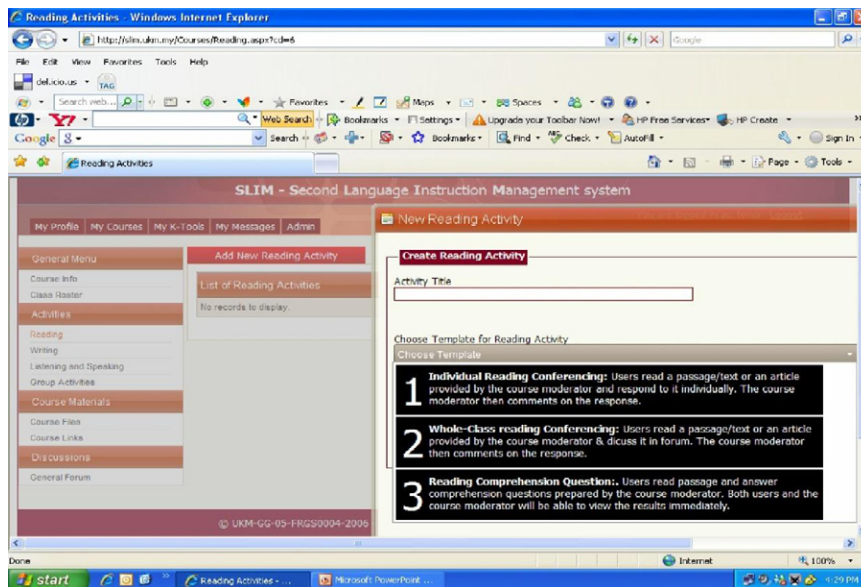 Reading Activities - Windows Internet Explorer
http://slim.ukm.my/Courses/Reading.aspx?cd=6
Google
File Edit View Favorites Tools Help
del.icio.us TAG
Search web... Favorites Maps Spaces
Y! Web Search Bookmarks Settings Upgrade your Toolbar Now! HP Free Services HP Create
Google Search Bookmarks Find Check AutoFill Sign In
Reading Activities Page Tools
SLIM - Second Language Instruction Management system
My Profile My Courses My K-Tools My Messages Admin
New Reading Activity
General Menu
Course Info
Class Roster
Activities
Reading
Writing
Listening and Speaking
Group Activities
Course Materials
Course Files
Course Links
Discussions
General Forum
Add New Reading Activity
List of Reading Activities
No records to display.
Create Reading Activity
Activity Title
Choose Template for Reading Activity
Choose Template
1 Individual Reading Conferencing: Users read a passage/text or an article
provided by the course moderator and respond to it individually. The course
moderator then comments on the response.
2 Whole-Class reading Conferencing: Users read a passage/text or an article
provided by the course moderator & dicuss it in forum. The course moderator
then comments on the response.
3 Reading Comprehension Question:. Users read passage and answer
comprehension questions prepared by the course moderator. Both users and the
course moderator will be able to view the results immediately.
© UKM-GG-05-FRGS0004-2006
Done Internet 100%
start Reading Activities - ... Microsoft PowerPoint ... 4:29 PM